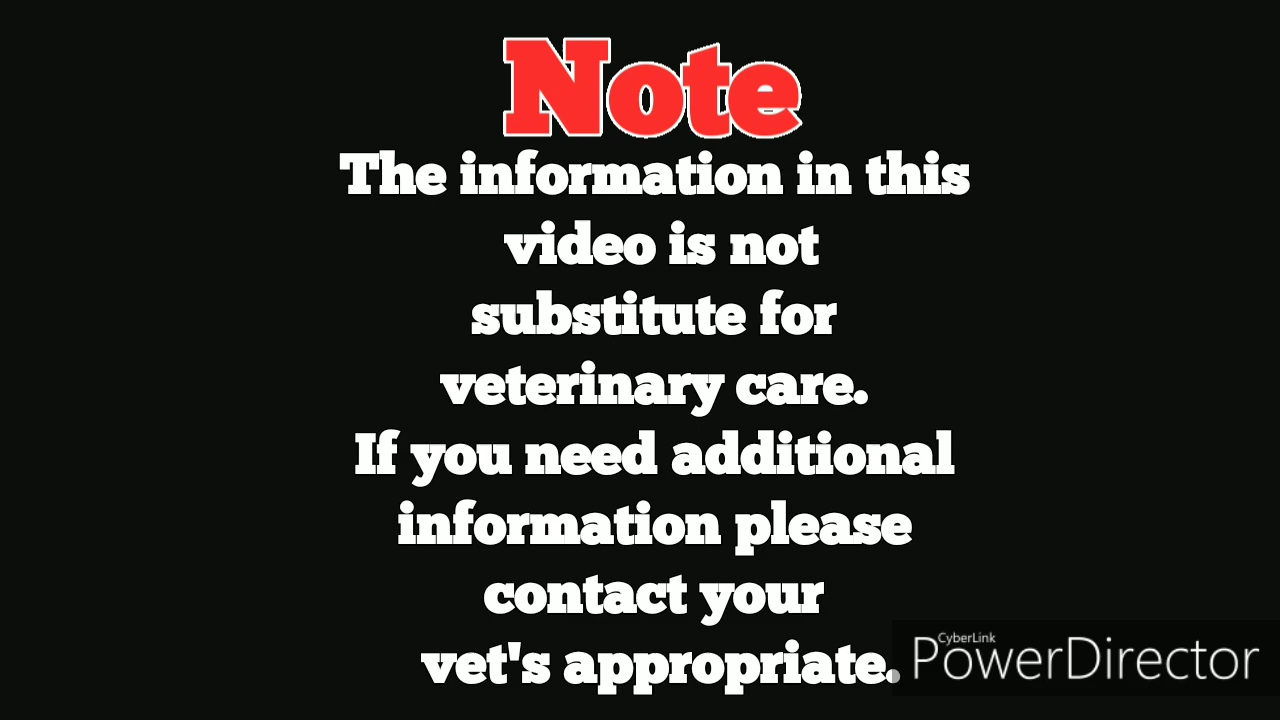 Note
The information in this
video is not
substitute for
veterinary care.
If you need additional
information please
contact your
vet's appropriate.
CyberLink
PowerDirector